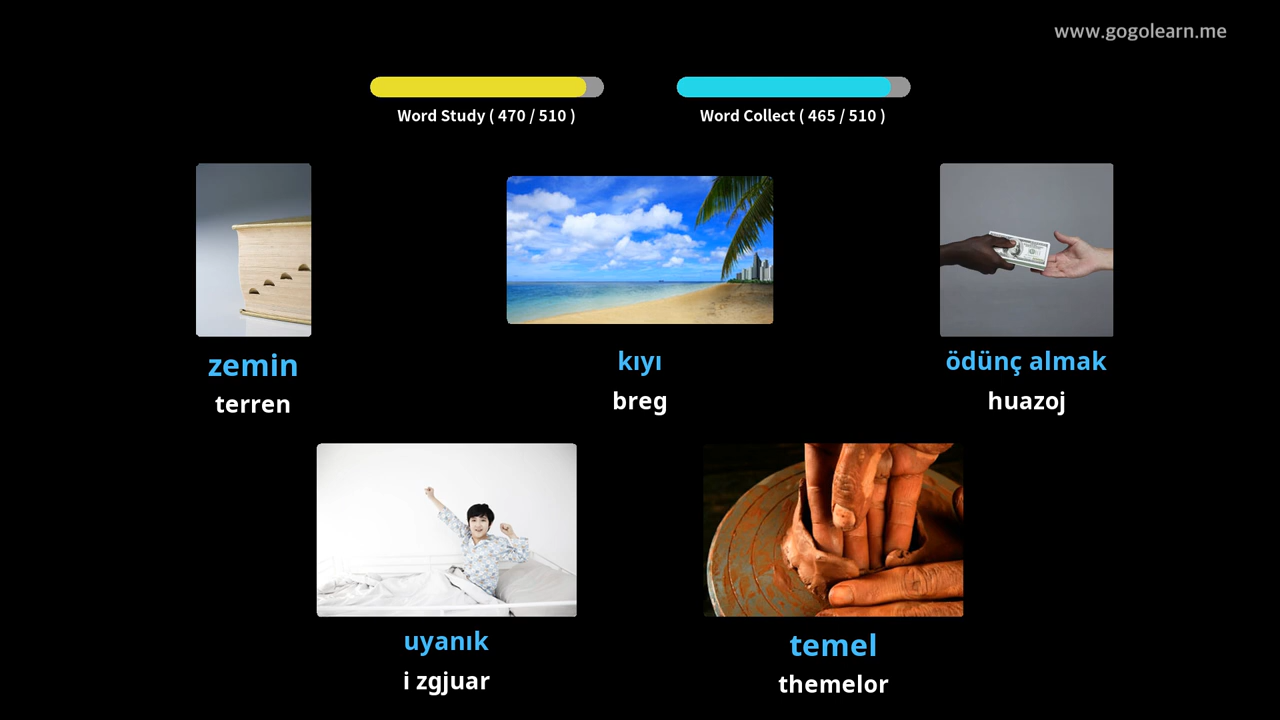 www.gogolearn.me
Word Study ( 470 / 510 )
Word Collect ( 465 / 510 )
zemin
terren
kıyı
breg
ödünç almak
huazoj
uyanık
i zgjuar
temel
themelor